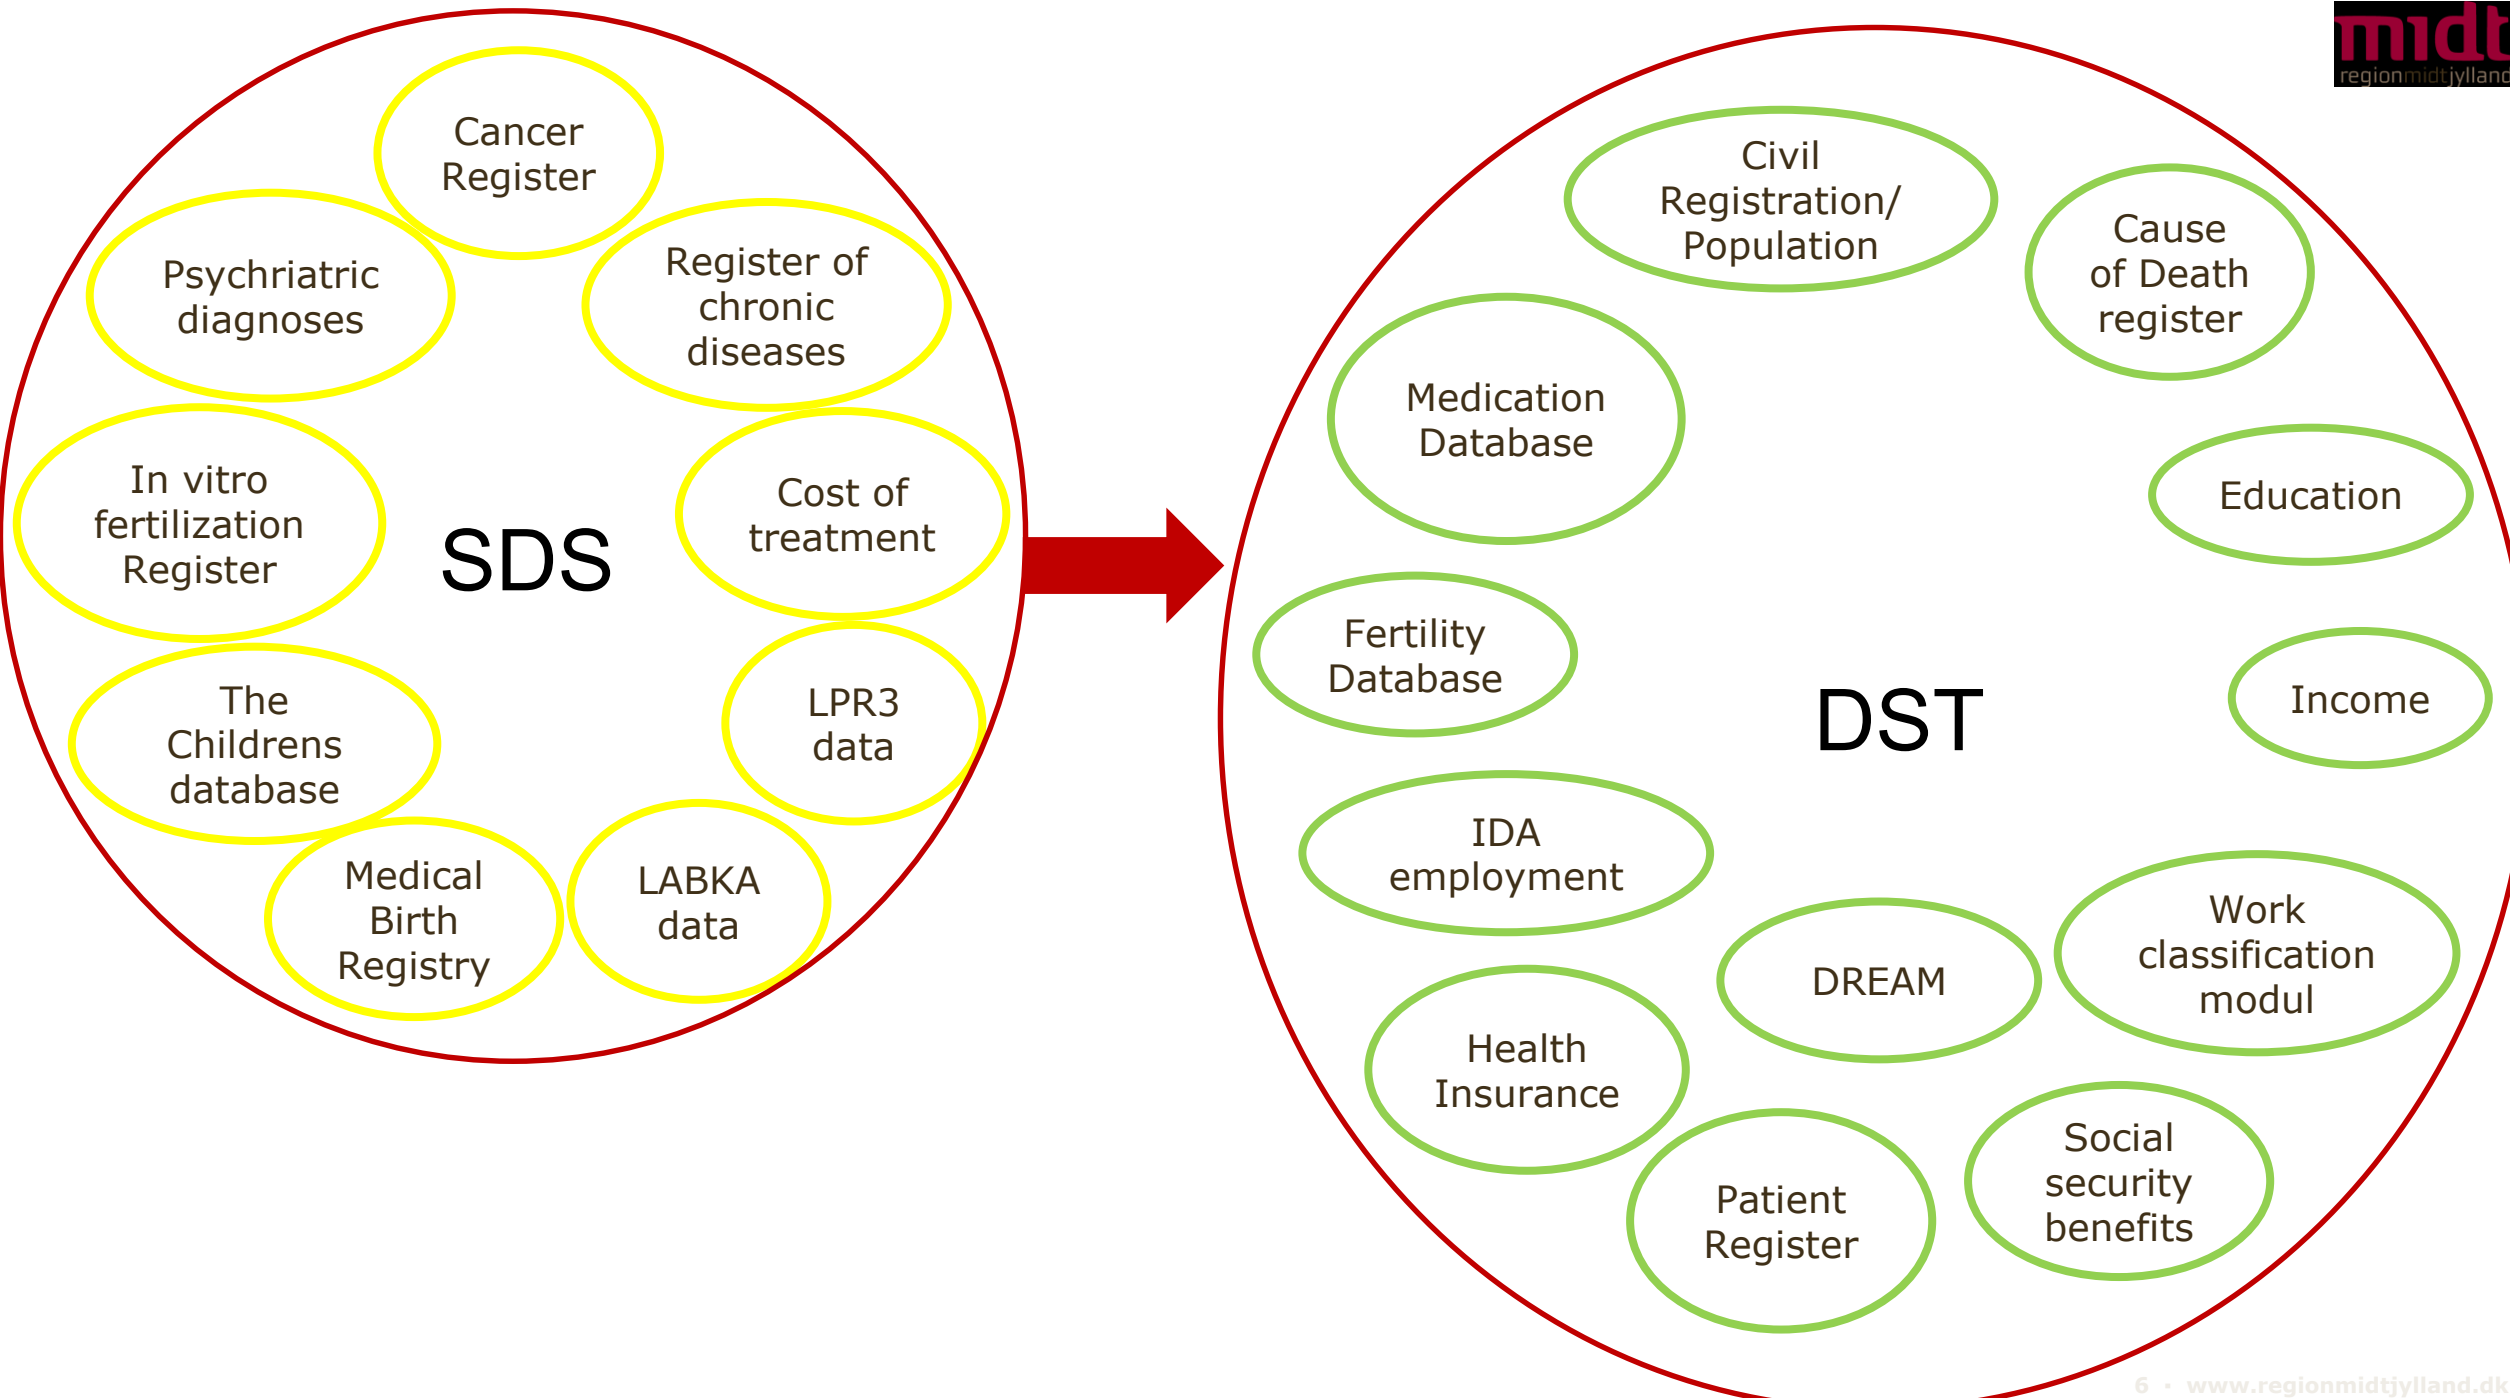 midt
regionmidtjylland
Cancer
Register
Psychriatric
diagnoses
Register of
chronic
diseases
In vitro
fertilization
Register
SDS
Cost of
treatment
The
Childrens
database
LPR3
data
Medical
Birth
Registry
LABKA
data
Civil
Registration/
Population
Cause
of Death
register
Medication
Database
Education
Fertility
Database
DST
Income
IDA
employment
DREAM
Work
classification
modul
Health
Insurance
Patient
Register
Social
security
benefits
6 · www.regionmidtjylland.dk